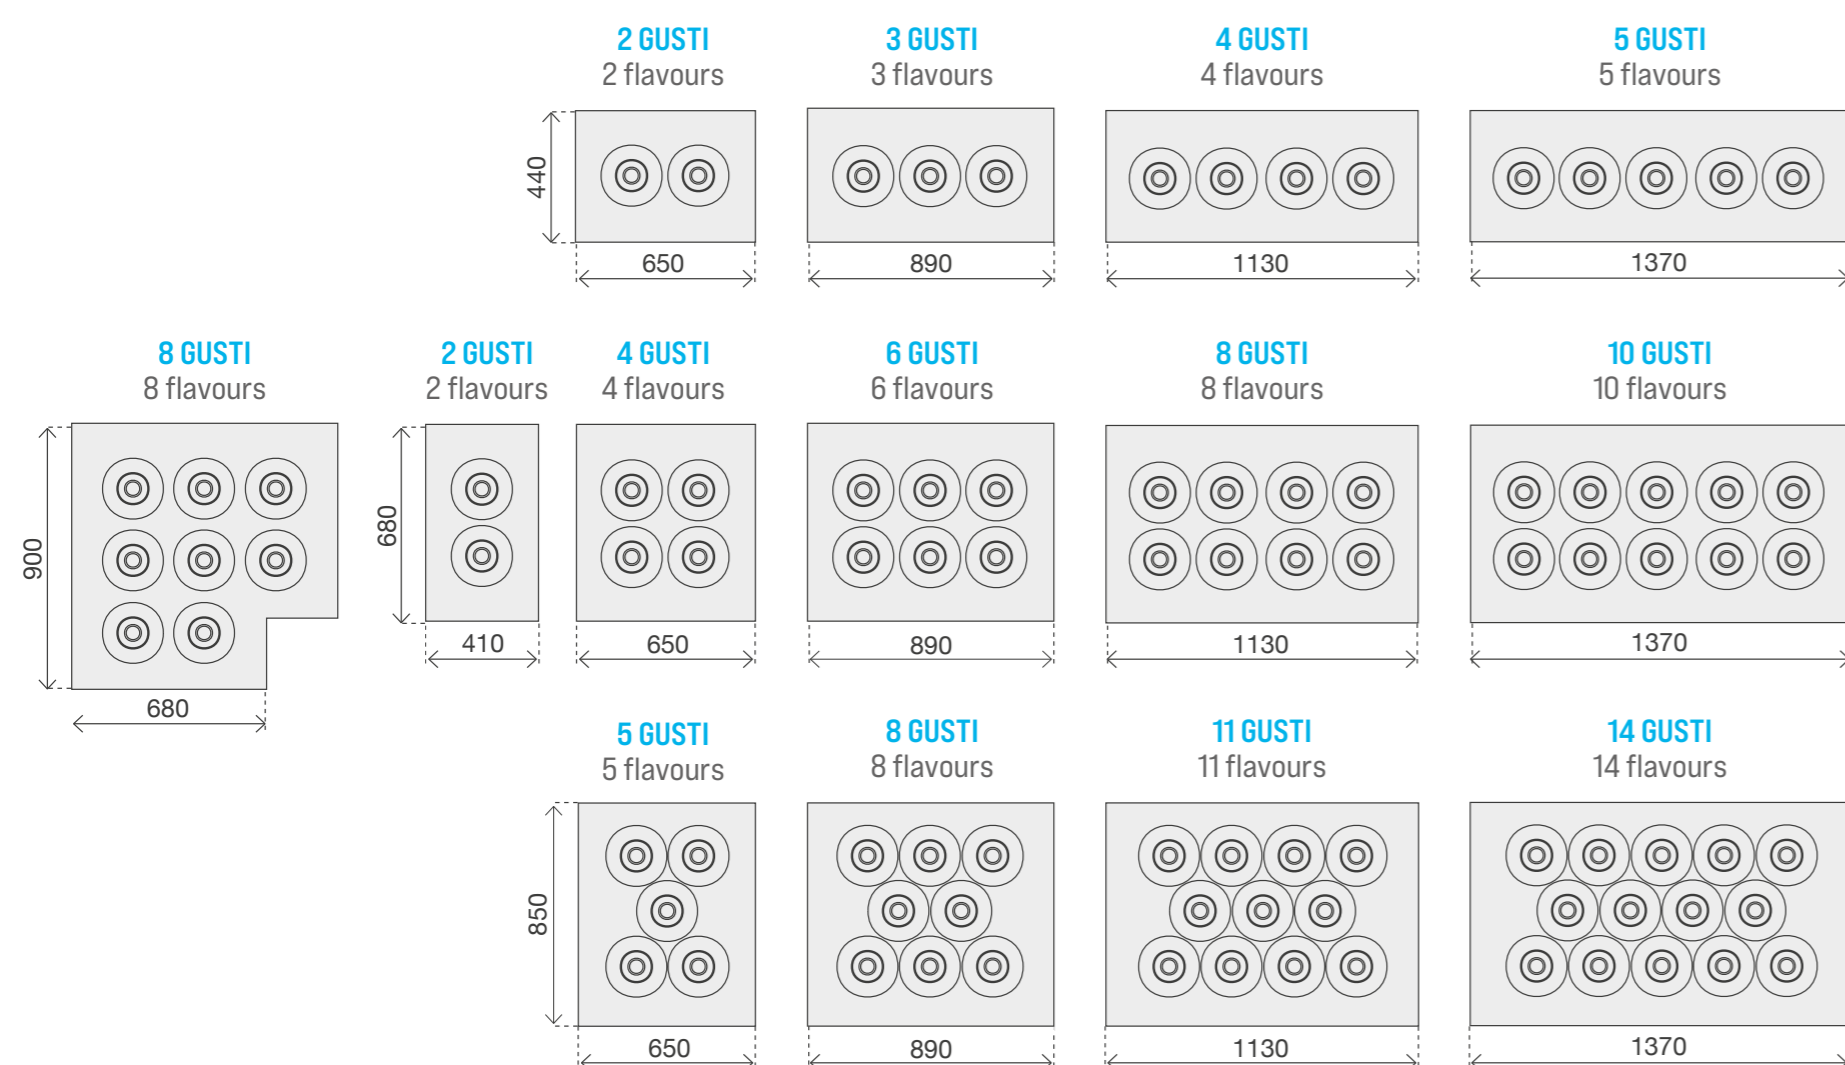 2 GUSTI
2 flavours
3 GUSTI
3 flavours
4 GUSTI
4 flavours
5 GUSTI
5 flavours
440
650
890
1130
1370
8 GUSTI
8 flavours
2 GUSTI
2 flavours
4 GUSTI
4 flavours
6 GUSTI
6 flavours
8 GUSTI
8 flavours
10 GUSTI
10 flavours
900
680
680
410
650
890
1130
1370
5 GUSTI
5 flavours
8 GUSTI
8 flavours
11 GUSTI
11 flavours
14 GUSTI
14 flavours
850
650
890
1130
1370